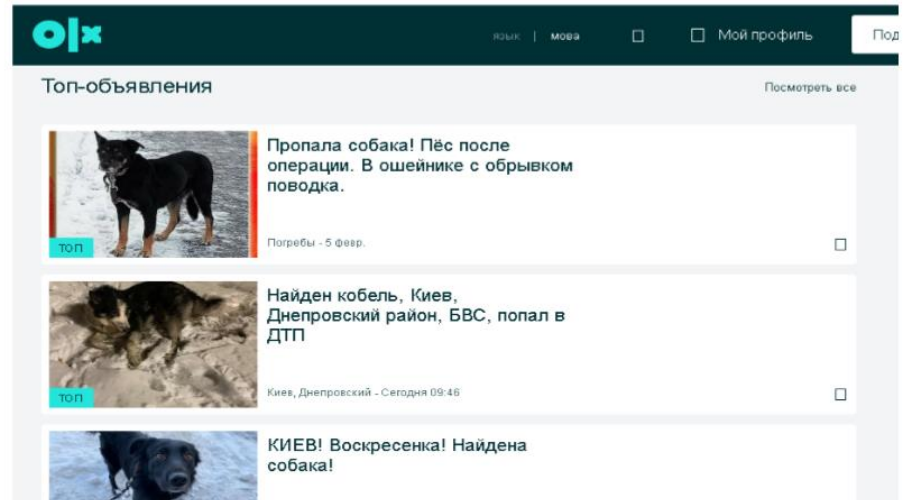 olx
язык | мова
Мой профиль
Под
Топ-объявления
Посмотреть все
Пропала собака! Пёс после
операции. В ошейнике с обрывком
поводка.
ТОП
Погребы - 5 февр.
Найден кобель, Киев,
Днепровский район, БВС, попал в
ДТП
ТОП
Киев, Днепровский - Сегодня 09:46
КИЕВ! Воскресенка! Найдена
собака!